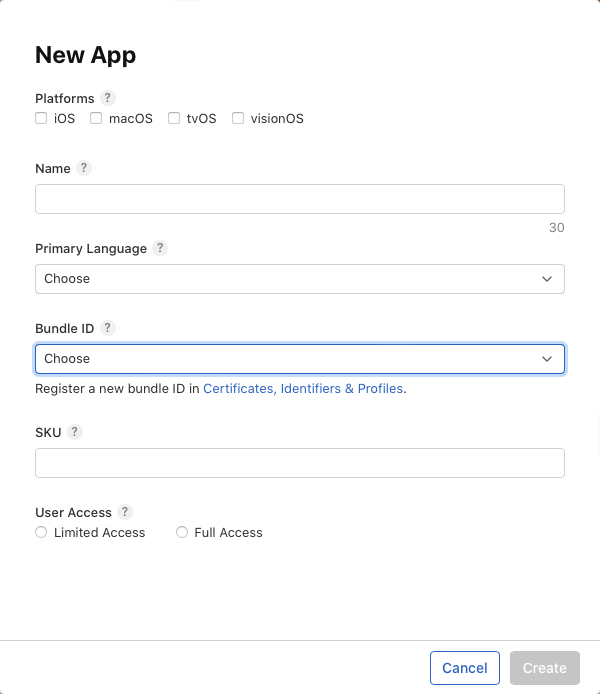 New App
Platforms ?
iOS macOS tvOS visionOS
Name ?
30
Primary Language ?
Choose
Bundle ID ?
Choose
Register a new bundle ID in Certificates, Identifiers & Profiles.
SKU ?
User Access ?
Limited Access Full Access
Cancel Create